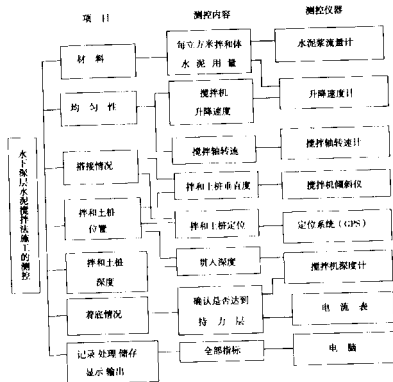 项 目
测控内容
测控仪器
水下深层水泥搅拌法施工的测控
材 料
每立方米拌和体
水 泥 用 量
水泥浆流量计
均 匀 性
搅拌机
升降速度
升降速度计
搅拌轴转速
搅拌轴转速计
搭接情况
拌和土桩垂直度
搅拌机倾斜仪
拌和土桩
位置
拌和土桩定位
定位系统(GPS)
拌和土桩
深度
贯入深度
搅拌机深度计
着底情况
确认是否达到
持 力 层
电 流 表
记录 处理 储存
显示 输出
全部指标
电 脑